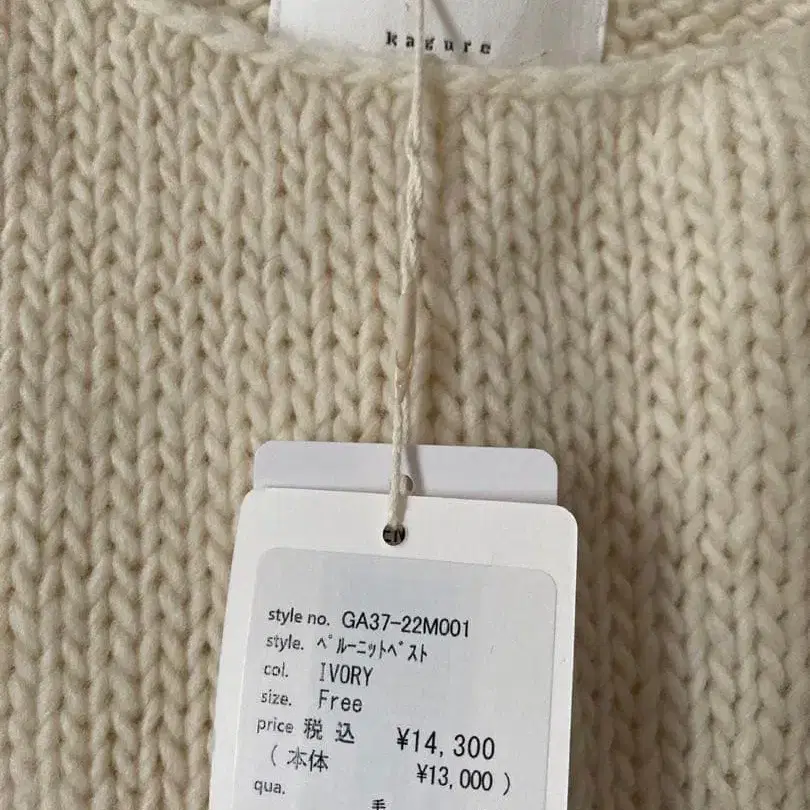 kagure
style no. GA37-22M001
style. ﾍﾟﾙｰﾆｯﾄﾍﾞｽﾄ
col. IVORY
size. Free
price 税込 ¥14,300
(本体 ¥13,000)
qua.
毛